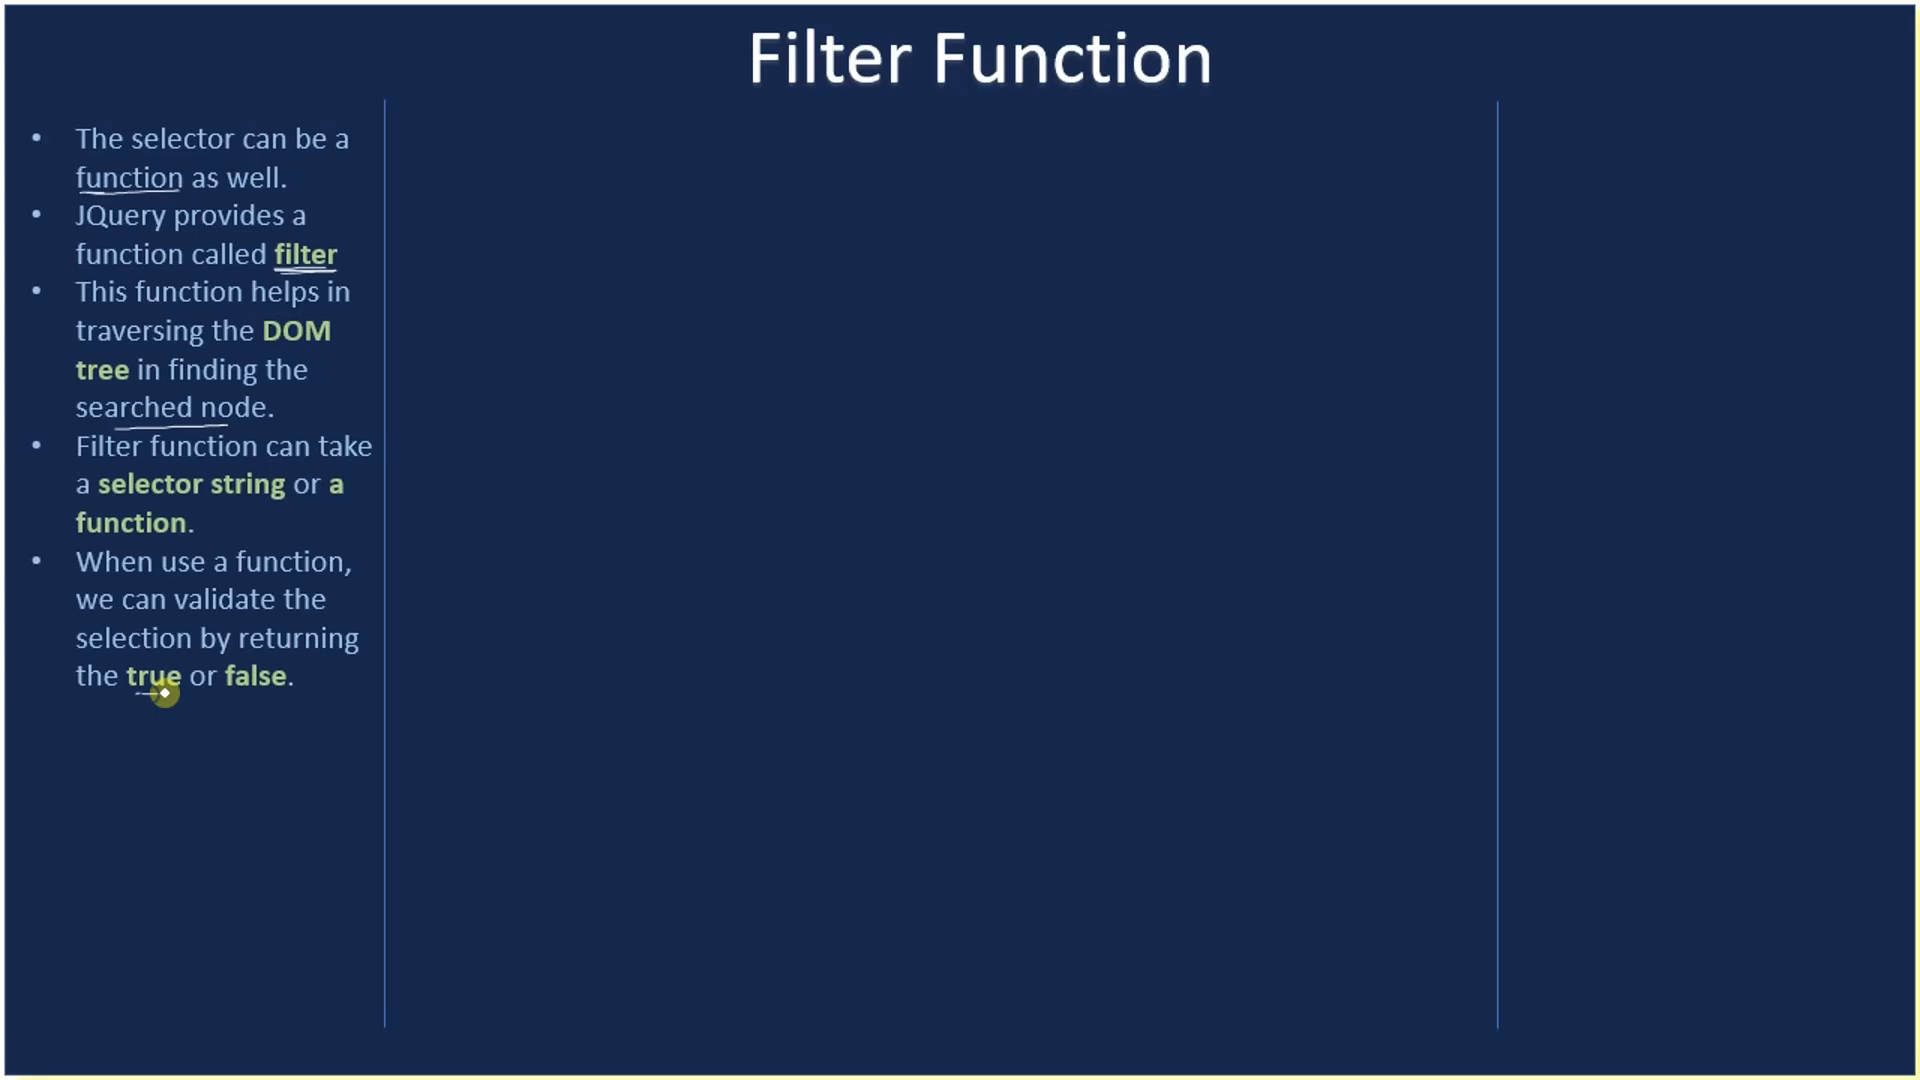 Filter Function
• The selector can be a
function as well.
• JQuery provides a
function called filter
• This function helps in
traversing the DOM
tree in finding the
searched node.
• Filter function can take
a selector string or a
function.
• When use a function,
we can validate the
selection by returning
the true or false.